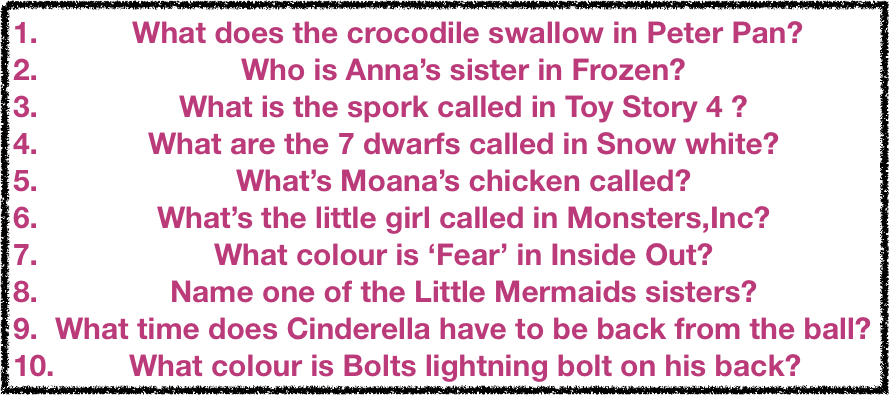 1. What does the crocodile swallow in Peter Pan?
2. Who is Anna’s sister in Frozen?
3. What is the spork called in Toy Story 4 ?
4. What are the 7 dwarfs called in Snow white?
5. What’s Moana’s chicken called?
6. What’s the little girl called in Monsters,Inc?
7. What colour is ‘Fear’ in Inside Out?
8. Name one of the Little Mermaids sisters?
9. What time does Cinderella have to be back from the ball?
10. What colour is Bolts lightning bolt on his back?